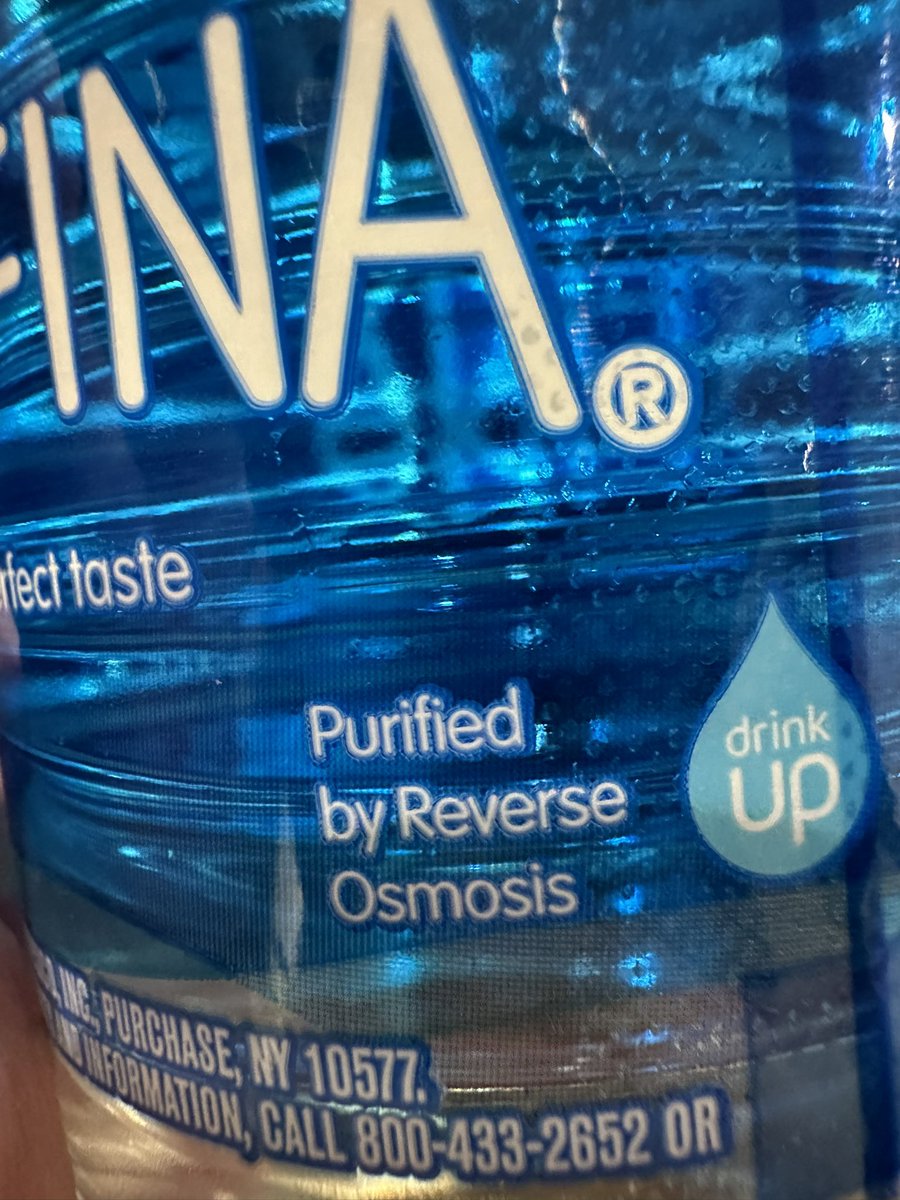 FINA®
rfect taste
Purified
by Reverse
Osmosis
drink
up
INC., PURCHASE, NY 10577.
INFORMATION, CALL 800-433-2652 OR